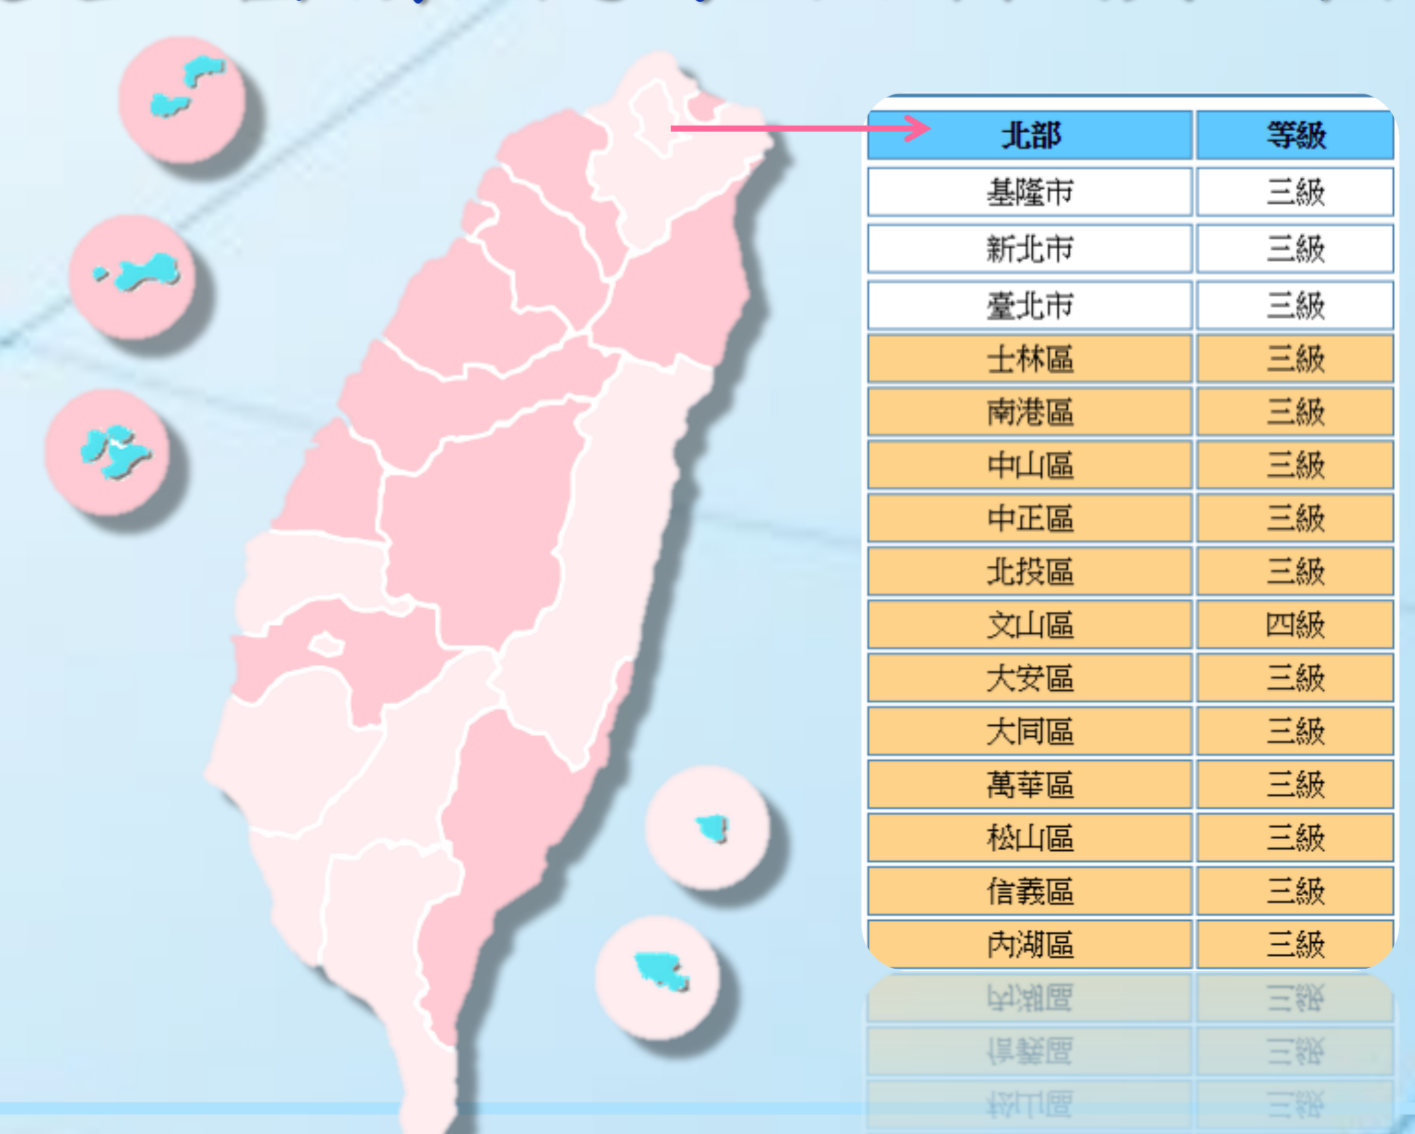 北部 等級
基隆市 三級
新北市 三級
臺北市 三級
士林區 三級
南港區 三級
中山區 三級
中正區 三級
北投區 三級
文山區 四級
大安區 三級
大同區 三級
萬華區 三級
松山區 三級
信義區 三級
內湖區 三級